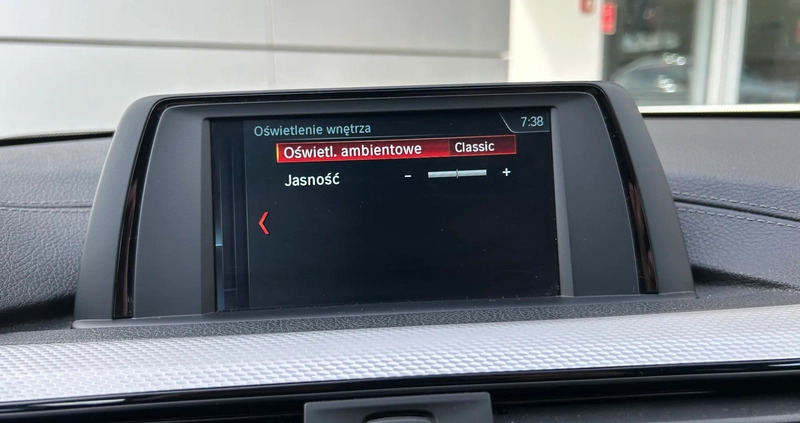 Oświetlenie wnętrza 7:38
Oświetl. ambientowe Classic
Jasność - +